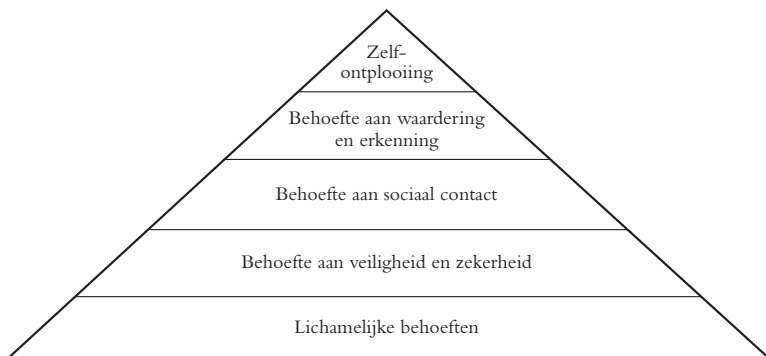 Zelf-
ontplooiing
Behoefte aan waardering
en erkenning
Behoefte aan sociaal contact
Behoefte aan veiligheid en zekerheid
Lichamelijke behoeften